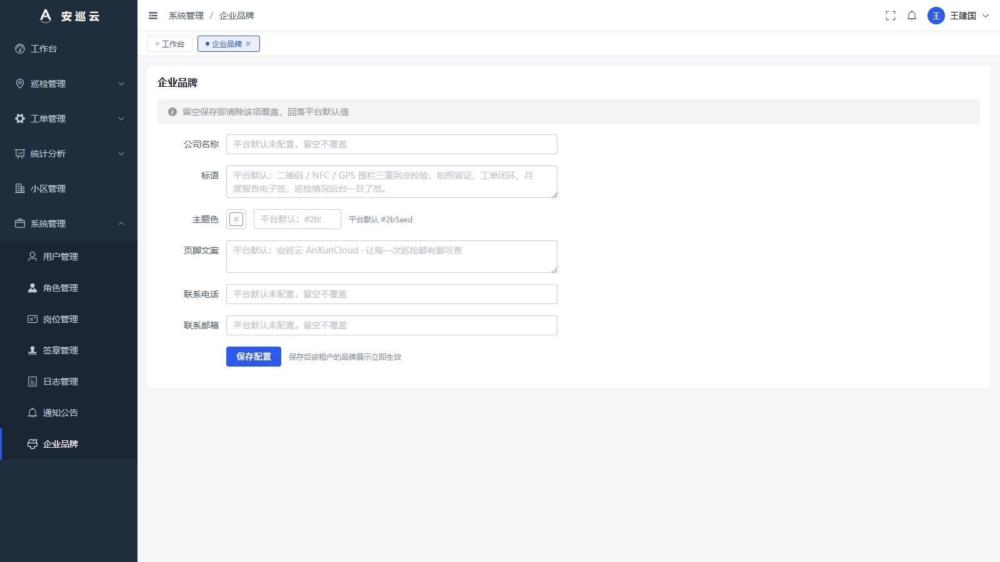 安巡云
系统管理 / 企业品牌
王 王建国
工作台
企业品牌
工作台
巡检管理
工单管理
统计分析
小区管理
系统管理
用户管理
角色管理
岗位管理
签章管理
日志管理
通知公告
企业品牌
企业品牌
留空保存即清除该项覆盖，回落平台默认值
公司名称 平台默认未配置，留空不覆盖
标语 平台默认：二维码 / NFC / GPS 围栏三重到点校验，拍照留证、工单闭环、月
度报告电子签，巡检情况后台一目了然。
主题色 平台默认：#2b5 平台默认 #2b5aed
页脚文案 平台默认：安巡云 AnXunCloud · 让每一次巡检都有据可查
联系电话 平台默认未配置，留空不覆盖
联系邮箱 平台默认未配置，留空不覆盖
保存配置 保存后该租户的品牌展示立即生效